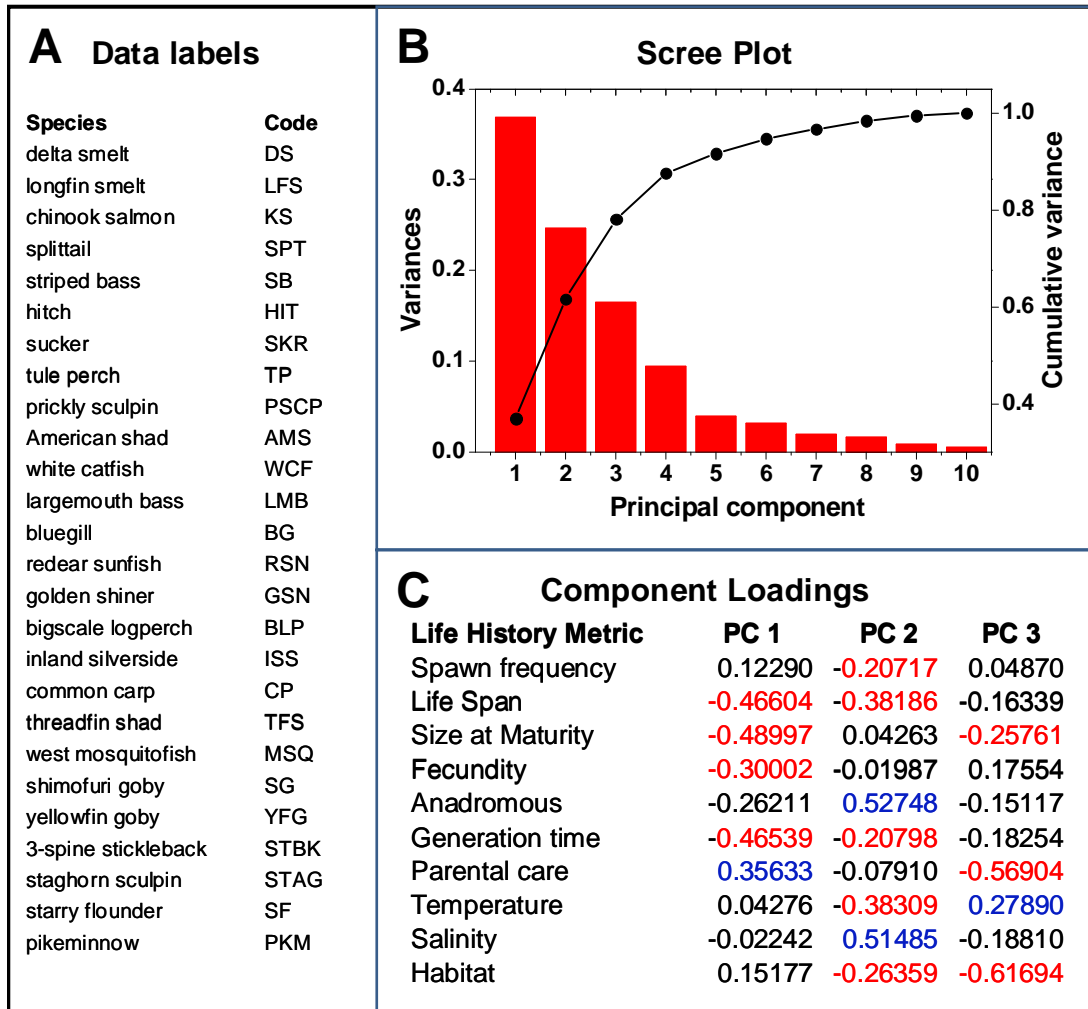 A Data labels
Species Code
delta smelt DS
longfin smelt LFS
chinook salmon KS
splittail SPT
striped bass SB
hitch HIT
sucker SKR
tule perch TP
prickly sculpin PSCP
American shad AMS
white catfish WCF
largemouth bass LMB
bluegill BG
redear sunfish RSN
golden shiner GSN
bigscale logperch BLP
inland silverside ISS
common carp CP
threadfin shad TFS
west mosquitofish MSQ
shimofuri goby SG
yellowfin goby YFG
3-spine stickleback STBK
staghorn sculpin STAG
starry flounder SF
pikeminnow PKM
B Scree Plot
Variances
0.4
0.3
0.2
0.1
0.0
Cumulative variance
1.0
0.8
0.6
0.4
1 2 3 4 5 6 7 8 9 10
Principal component
C Component Loadings
Life History Metric PC 1 PC 2 PC 3
Spawn frequency 0.12290 -0.20717 0.04870
Life Span -0.46604 -0.38186 -0.16339
Size at Maturity -0.48997 0.04263 -0.25761
Fecundity -0.30002 -0.01987 0.17554
Anadromous -0.26211 0.52748 -0.15117
Generation time -0.46539 -0.20798 -0.18254
Parental care 0.35633 -0.07910 -0.56904
Temperature 0.04276 -0.38309 0.27890
Salinity -0.02242 0.51485 -0.18810
Habitat 0.15177 -0.26359 -0.61694